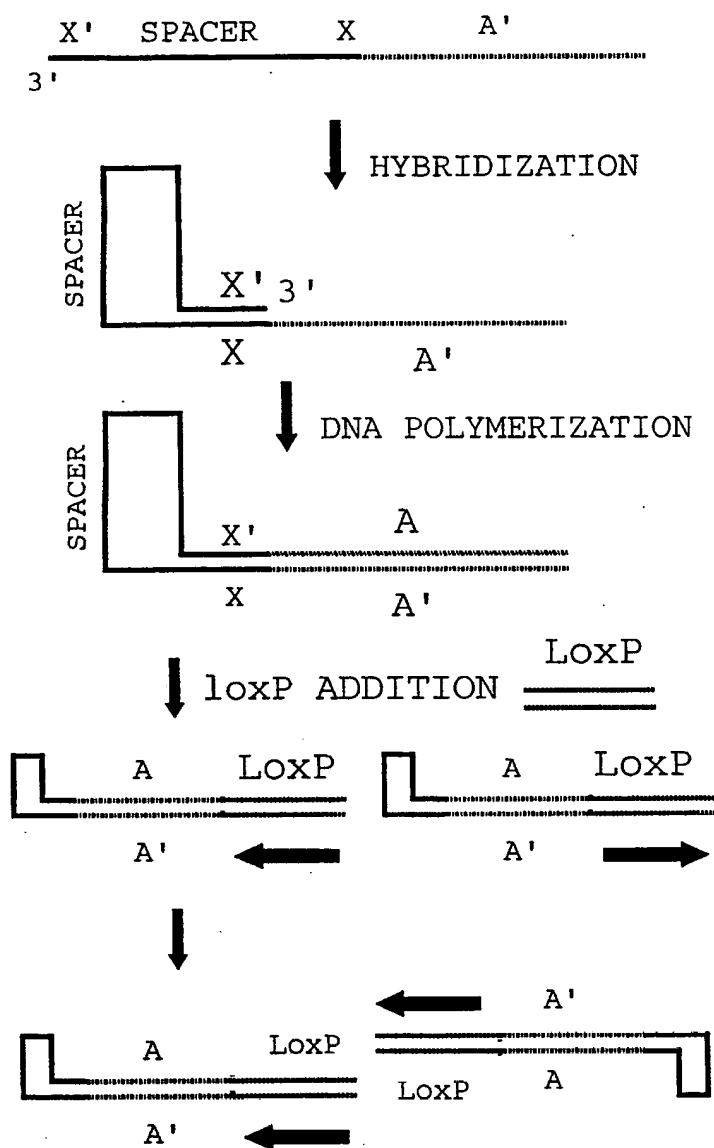 X' SPACER X A'
3'
HYBRIDIZATION
SPACER
X' 3'
X A'
DNA POLYMERIZATION
SPACER
X' A
X A'
LoxP
loxP ADDITION
A LoxP A LoxP
A' A'
A'
A LoxP
LoxP A
A'